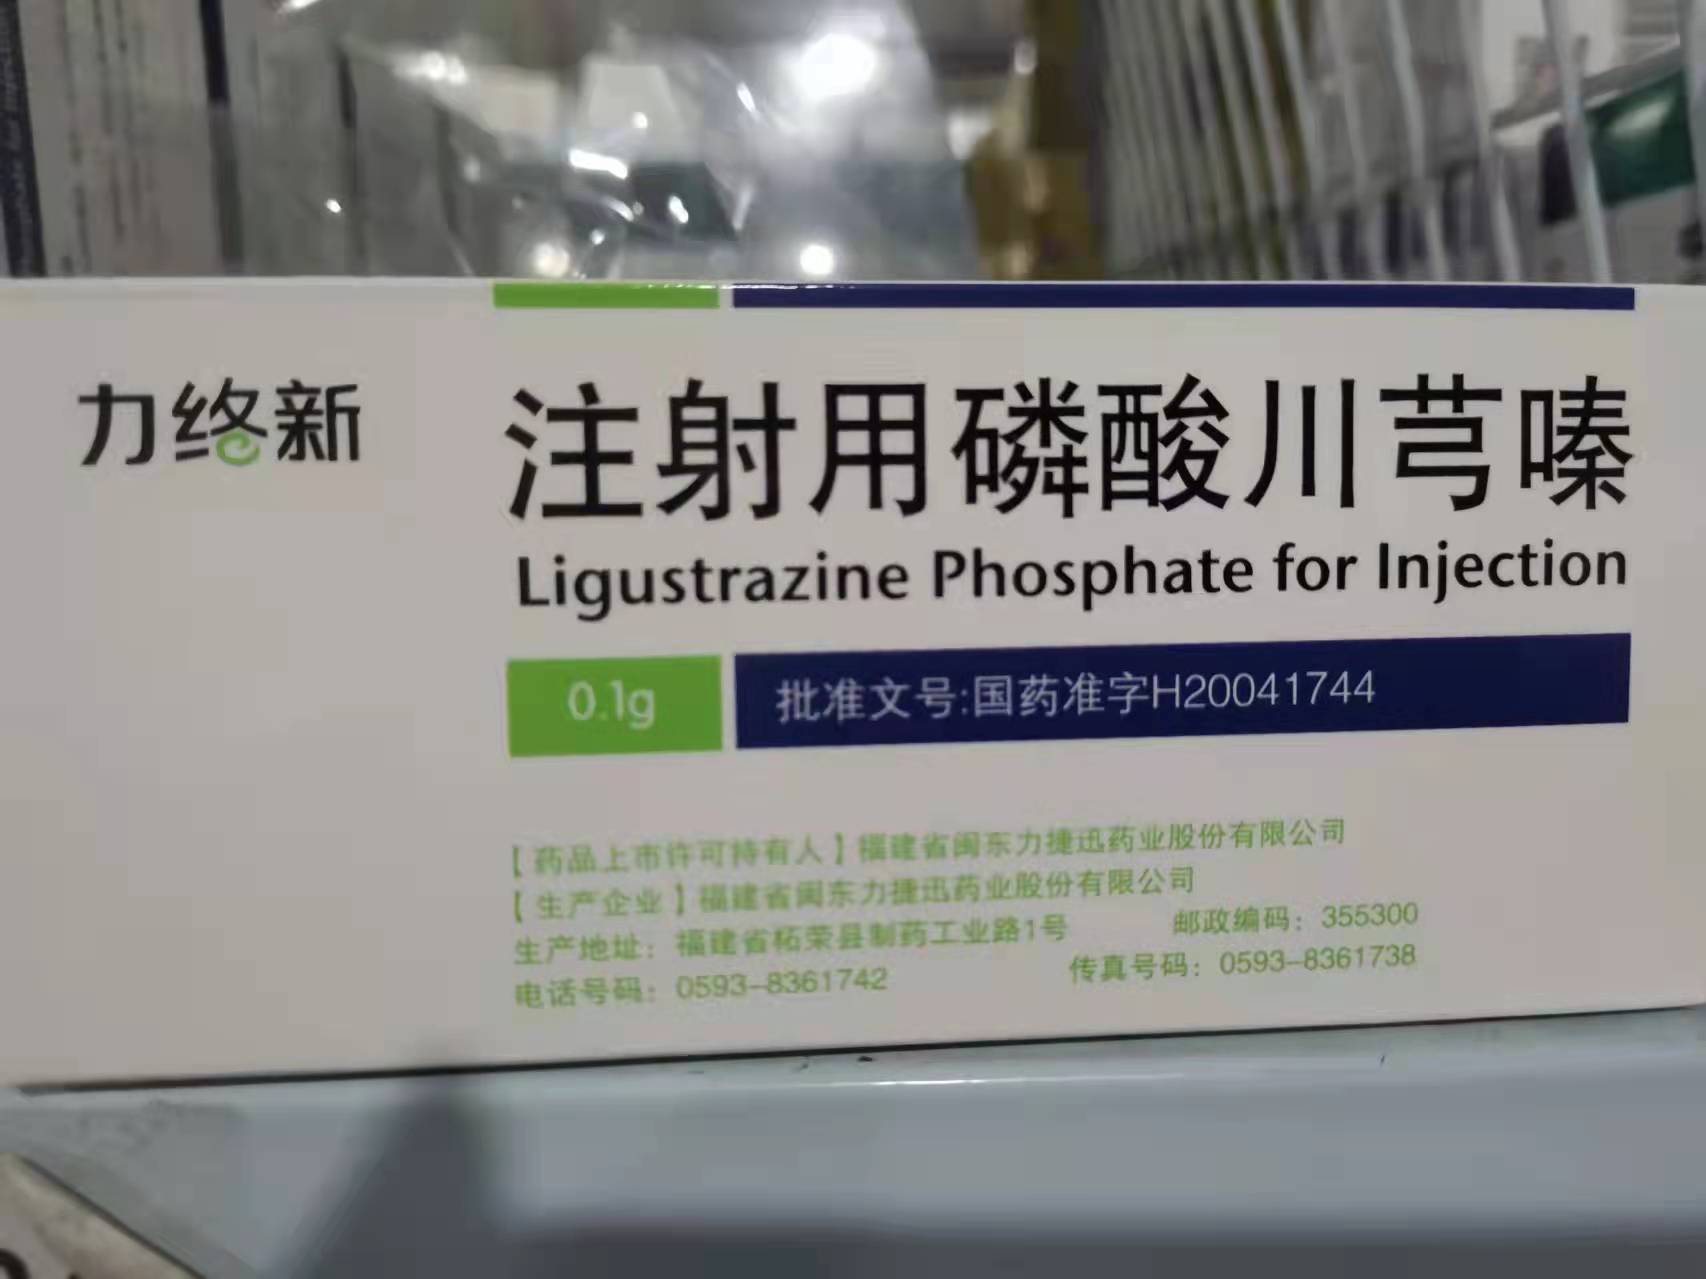 力络新
注射用磷酸川芎嗪
Ligustrazine Phosphate for Injection
0.1g
批准文号:国药准字H20041744
【药品上市许可持有人】福建省闽东力捷迅药业股份有限公司
【生产企业】福建省闽东力捷迅药业股份有限公司
生产地址：福建省柘荣县制药工业路1号 邮政编码：355300
电话号码：0593-8361742 传真号码：0593-8361738